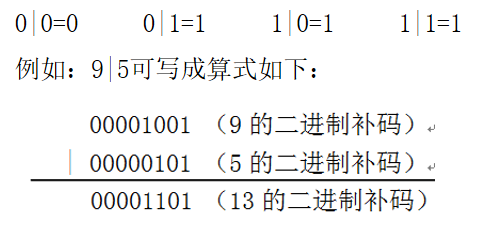 0|0=0 0|1=1 1|0=1 1|1=1
例如：9|5可写成算式如下：
00001001 （9 的二进制补码）
| 00000101 （5 的二进制补码）
00001101 （13 的二进制补码）